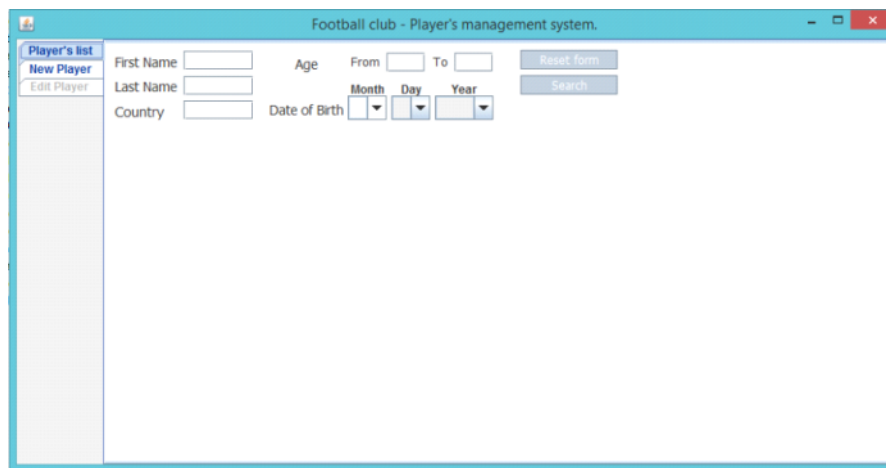 Football club - Player's management system.
Player's list
New Player
Edit Player
First Name
Last Name
Country
Age From To
Month Day Year
Date of Birth
Reset form
Search